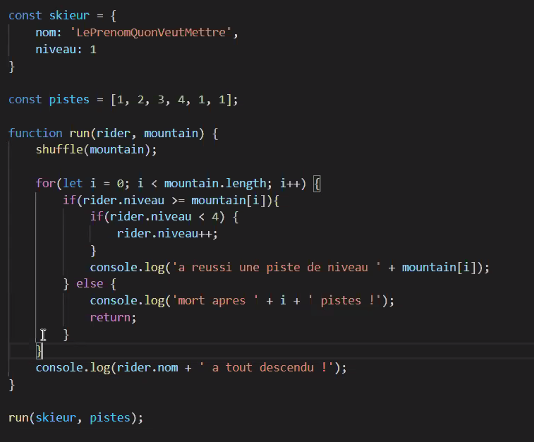 const skieur = {
    nom: 'LePrenomQuonVeutMettre',
    niveau: 1
}

const pistes = [1, 2, 3, 4, 1, 1];

function run(rider, mountain) {
    shuffle(mountain);

    for(let i = 0; i < mountain.length; i++) {
        if(rider.niveau >= mountain[i]){
            if(rider.niveau < 4) {
                rider.niveau++;
            }
            console.log('a reussi une piste de niveau ' + mountain[i]);
        } else {
            console.log('mort apres ' + i + ' pistes !');
            return;
        }
    }
    console.log(rider.nom + ' a tout descendu !');
}

run(skieur, pistes);